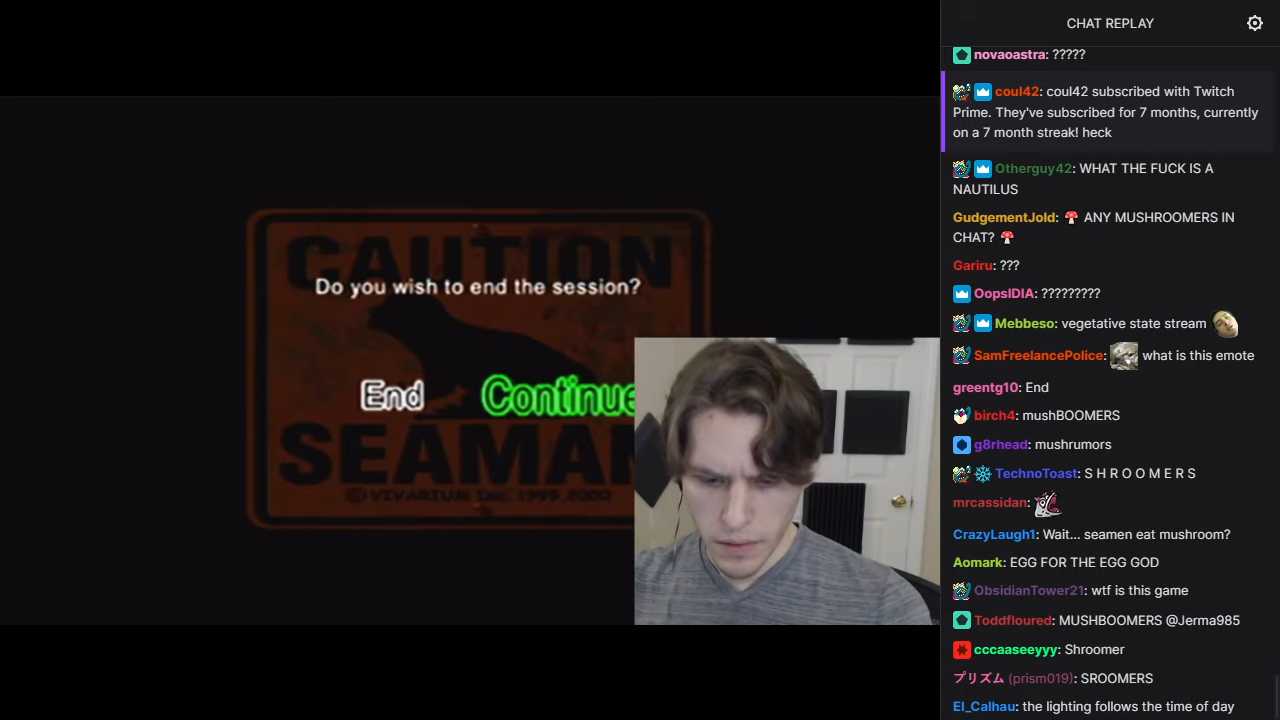 CAUTION
Do you wish to end the session?
End Continue
SEAMAN
© VIVARIUM Inc. 1999,2000
CHAT REPLAY
novaoastra: ?????
coul42: coul42 subscribed with Twitch
Prime. They've subscribed for 7 months, currently
on a 7 month streak! heck
Otherguy42: WHAT THE FUCK IS A
NAUTILUS
GudgementJold: 🍄 ANY MUSHROOMERS IN
CHAT? 🍄
Gariru: ???
OopsIDIA: ?????????
Mebbeso: vegetative state stream
SamFreelancePolice: what is this emote
greentg10: End
birch4: mushBOOMERS
g8rhead: mushrumors
TechnoToast: S H R O O M E R S
mrcassidan:
CrazyLaugh1: Wait... seamen eat mushroom?
Aomark: EGG FOR THE EGG GOD
ObsidianTower21: wtf is this game
Toddfloured: MUSHBOOMERS @Jerma985
cccaaseeyyy: Shroomer
プリズム (prism019): SROOMERS
El_Calhau: the lighting follows the time of day